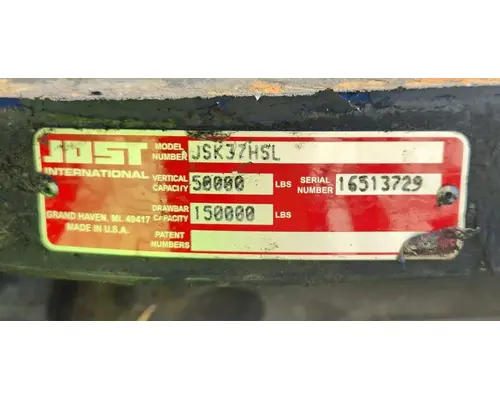 JOST
INTERNATIONAL
GRAND HAVEN, MI. 49417
MADE IN U.S.A.
MODEL NUMBER JSK37HSL
VERTICAL CAPACITY 50000 LBS
SERIAL NUMBER 16513729
DRAWBAR CAPACITY 150000 LBS
PATENT NUMBERS